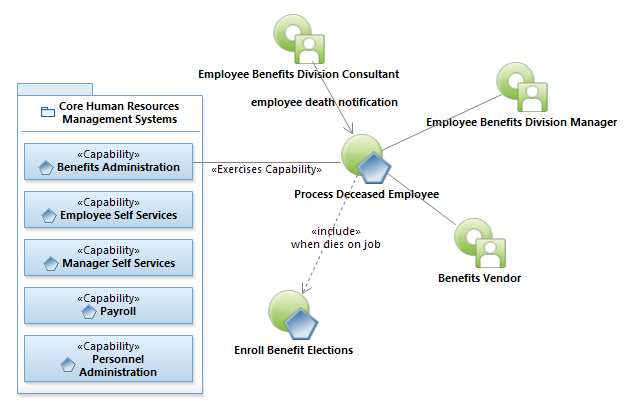 Employee Benefits Division Consultant
employee death notification
Employee Benefits Division Manager
Core Human Resources
Management Systems
«Capability»
Benefits Administration
«Exercises Capability»
Process Deceased Employee
«Capability»
Employee Self Services
«include»
when dies on job
«Capability»
Manager Self Services
Benefits Vendor
«Capability»
Payroll
Enroll Benefit Elections
«Capability»
Personnel
Administration